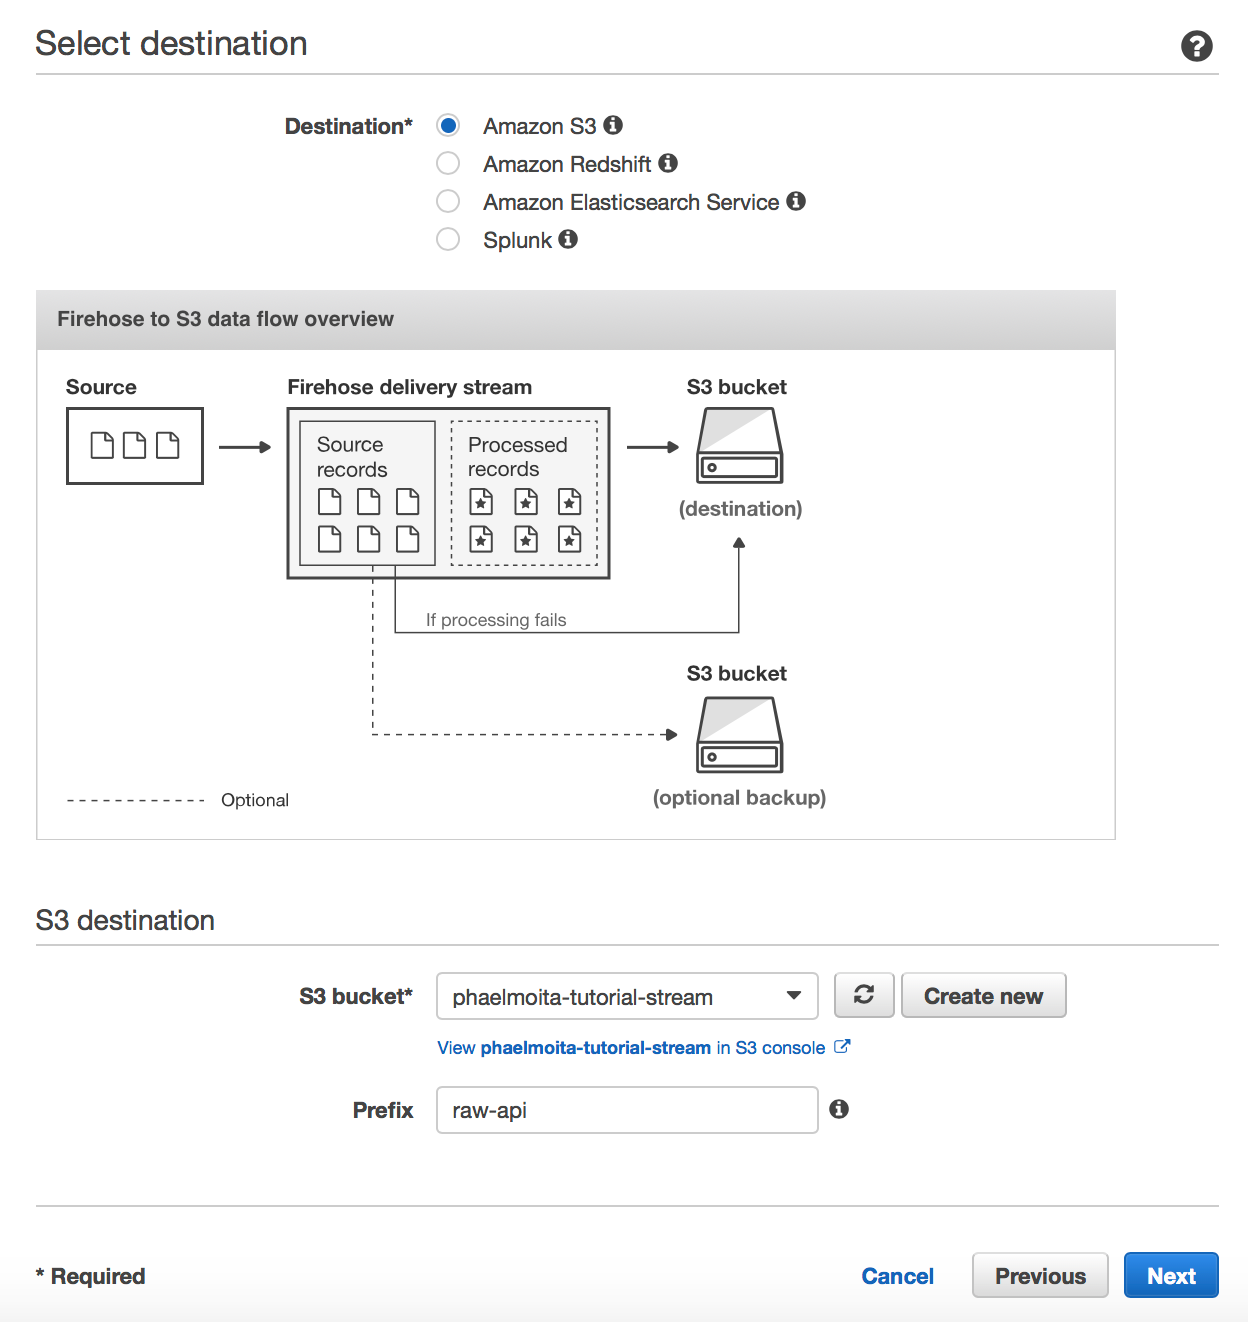 Select destination
Destination*
Amazon S3
Amazon Redshift
Amazon Elasticsearch Service
Splunk
Firehose to S3 data flow overview
Source
Firehose delivery stream
S3 bucket
Source
records
Processed
records
(destination)
If processing fails
S3 bucket
(optional backup)
Optional
S3 destination
S3 bucket* phaelmoita-tutorial-stream Create new
View phaelmoita-tutorial-stream in S3 console
Prefix raw-api
* Required Cancel Previous Next